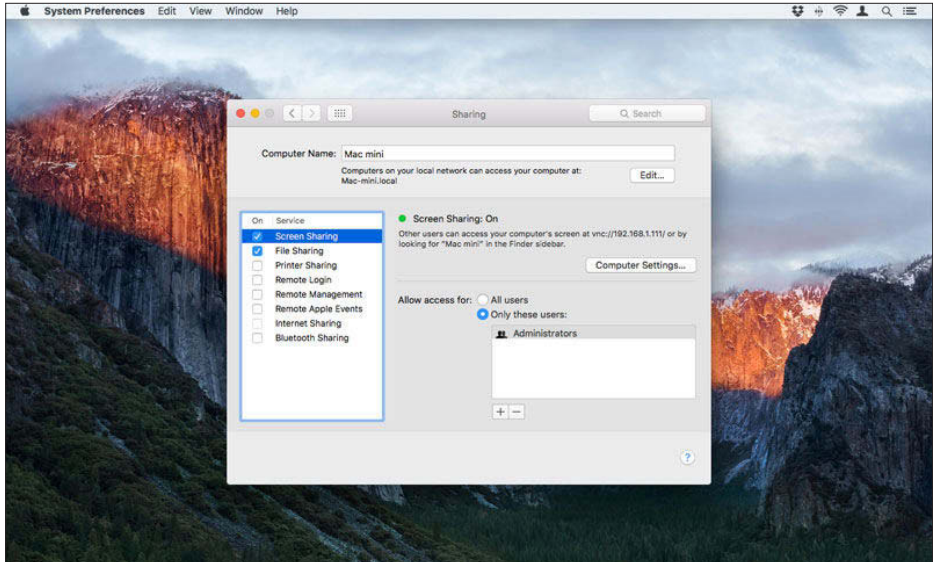 System Preferences Edit View Window Help
Sharing
Search
Computer Name: Mac mini
Computers on your local network can access your computer at:
Mac-mini.local
Edit...
On Service
Screen Sharing
File Sharing
Printer Sharing
Remote Login
Remote Management
Remote Apple Events
Internet Sharing
Bluetooth Sharing
Screen Sharing: On
Other users can access your computer's screen at vnc://192.168.1.111/ or by
looking for "Mac mini" in the Finder sidebar.
Computer Settings...
Allow access for: All users
Only these users:
Administrators
+ −
?